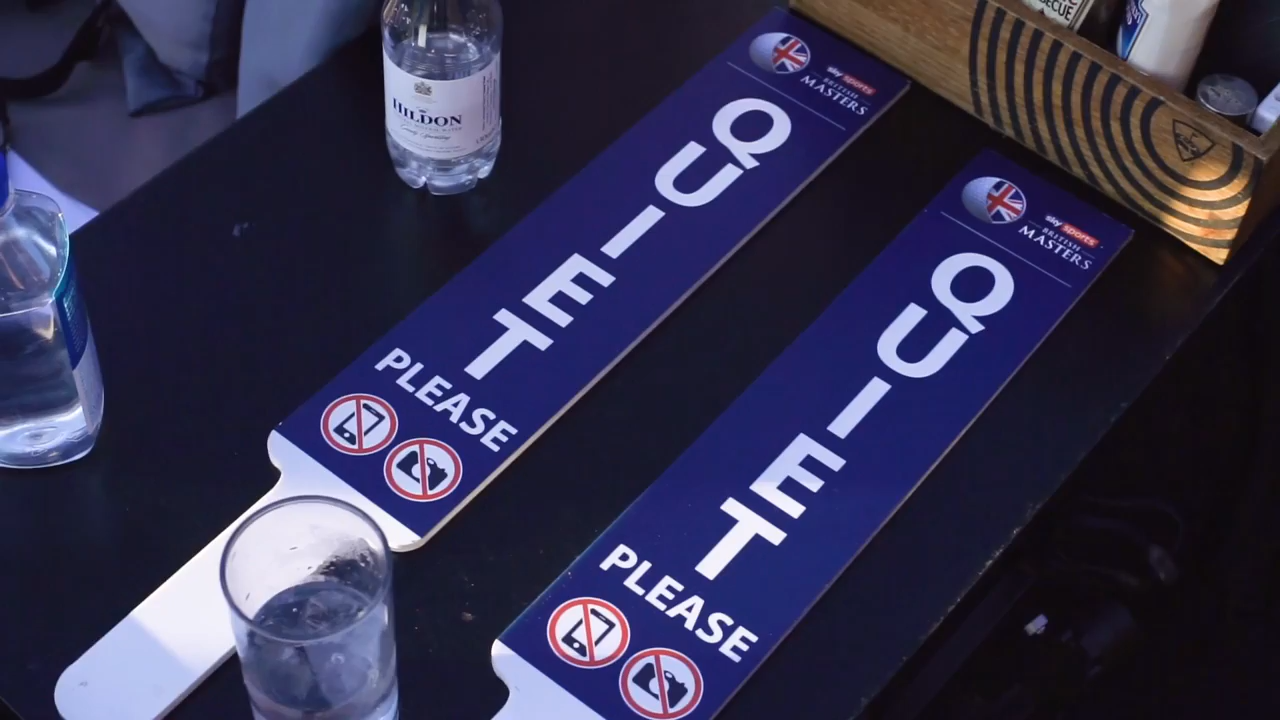 HILDON
sky sports
BRITISH
MASTERS
QUIET
PLEASE
sky sports
BRITISH
MASTERS
QUIET
PLEASE